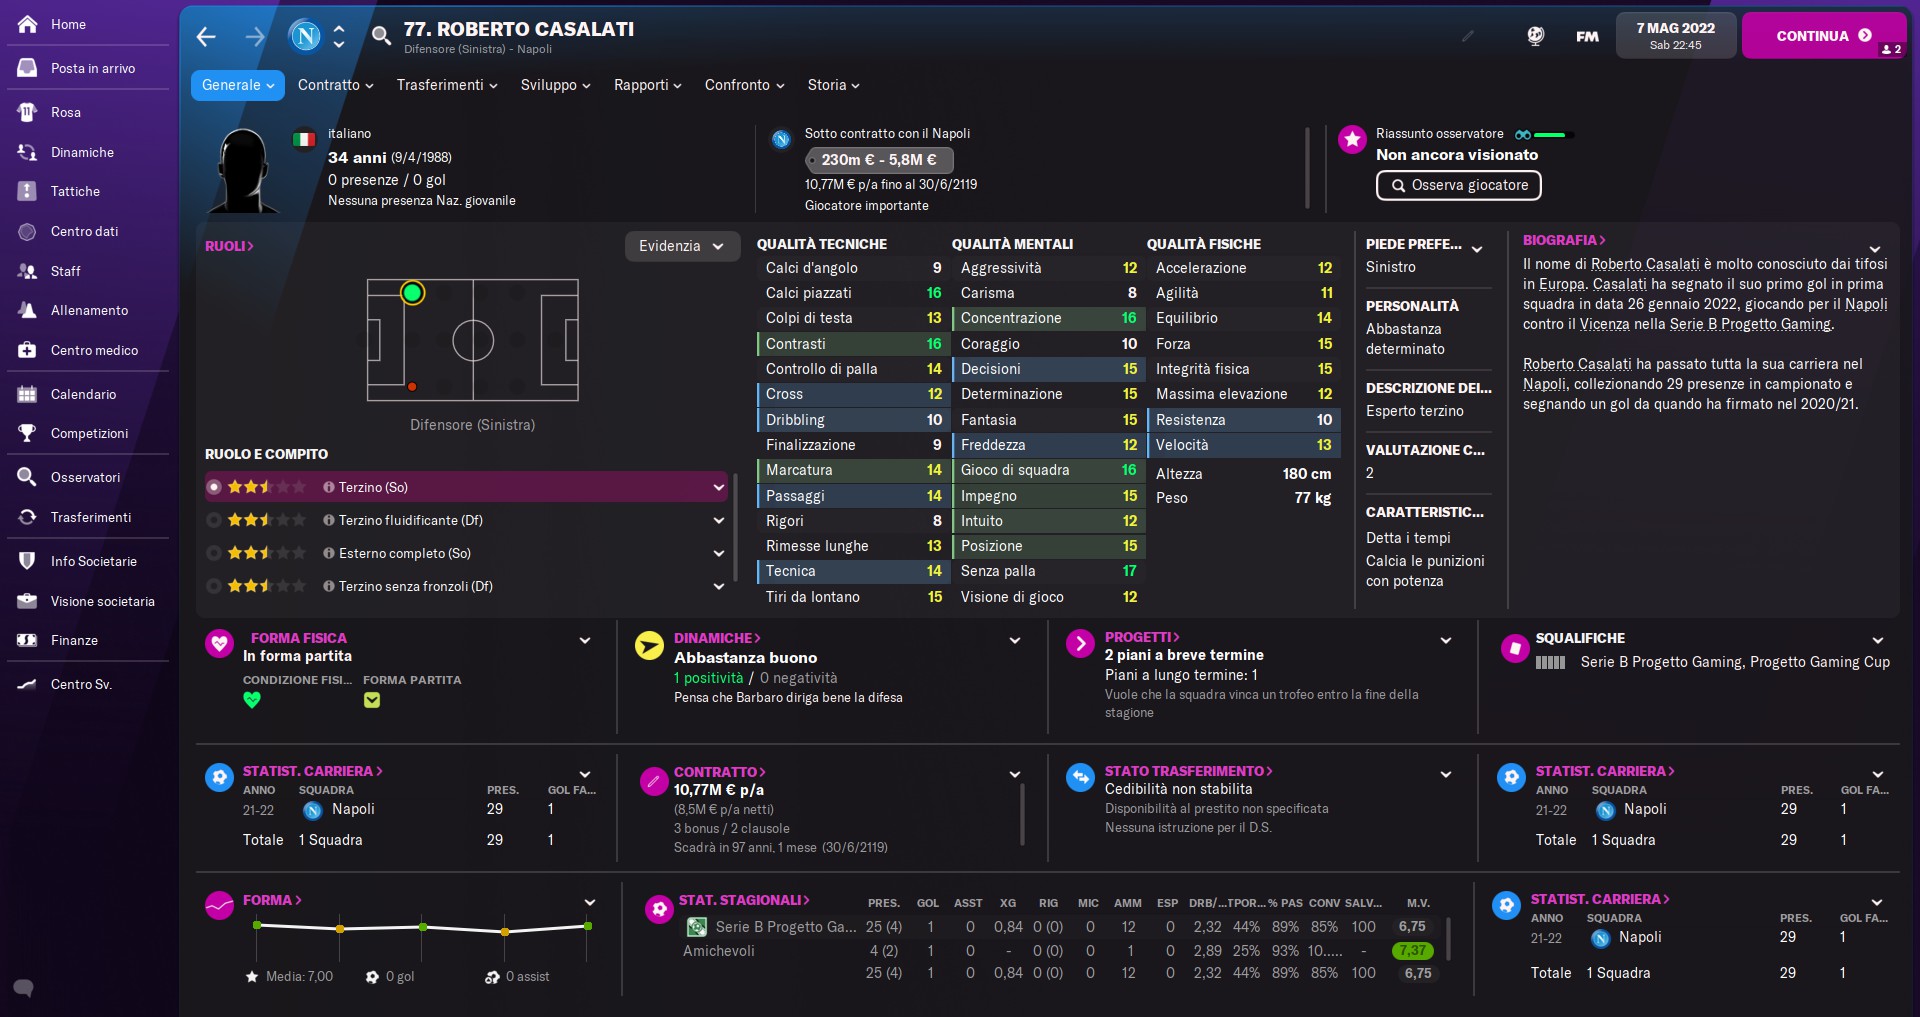 Home
Posta in arrivo
Rosa
Dinamiche
Tattiche
Centro dati
Staff
Allenamento
Centro medico
Calendario
Competizioni
Osservatori
Trasferimenti
Info Societarie
Visione societaria
Finanze
Centro Sv.
77. ROBERTO CASALATI
Difensore (Sinistra) - Napoli
FM
7 MAG 2022
Sab 22:45
CONTINUA
2
Generale
Contratto
Trasferimenti
Sviluppo
Rapporti
Confronto
Storia
italiano
34 anni (9/4/1988)
0 presenze / 0 gol
Nessuna presenza Naz. giovanile
Sotto contratto con il Napoli
230m € - 5,8M €
10,77M € p/a fino al 30/6/2119
Giocatore importante
Riassunto osservatore
Non ancora visionato
Osserva giocatore
RUOLI
Evidenzia
Difensore (Sinistra)
RUOLO E COMPITO
Terzino (So)
Terzino fluidificante (Df)
Esterno completo (So)
Terzino senza fronzoli (Df)
QUALITÀ TECNICHE
Calci d'angolo 9
Calci piazzati 16
Colpi di testa 13
Contrasti 16
Controllo di palla 14
Cross 12
Dribbling 10
Finalizzazione 9
Marcatura 14
Passaggi 14
Rigori 8
Rimesse lunghe 13
Tecnica 14
Tiri da lontano 15
QUALITÀ MENTALI
Aggressività 12
Carisma 8
Concentrazione 16
Coraggio 10
Decisioni 15
Determinazione 15
Fantasia 15
Freddezza 12
Gioco di squadra 16
Impegno 15
Intuito 12
Posizione 15
Senza palla 17
Visione di gioco 12
QUALITÀ FISICHE
Accelerazione 12
Agilità 11
Equilibrio 14
Forza 15
Integrità fisica 15
Massima elevazione 12
Resistenza 10
Velocità 13
Altezza 180 cm
Peso 77 kg
PIEDE PREFE...
Sinistro
PERSONALITÀ
Abbastanza
determinato
DESCRIZIONE DEI...
Esperto terzino
VALUTAZIONE C...
2
CARATTERISTIC...
Detta i tempi
Calcia le punizioni
con potenza
BIOGRAFIA
Il nome di Roberto Casalati è molto conosciuto dai tifosi
in Europa. Casalati ha segnato il suo primo gol in prima
squadra in data 26 gennaio 2022, giocando per il Napoli
contro il Vicenza nella Serie B Progetto Gaming.
Roberto Casalati ha passato tutta la sua carriera nel
Napoli, collezionando 29 presenze in campionato e
segnando un gol da quando ha firmato nel 2020/21.
FORMA FISICA
In forma partita
CONDIZIONE FISI... FORMA PARTITA
DINAMICHE
Abbastanza buono
1 positività / 0 negatività
Pensa che Barbaro diriga bene la difesa
PROGETTI
2 piani a breve termine
Piani a lungo termine: 1
Vuole che la squadra vinca un trofeo entro la fine della
stagione
SQUALIFICHE
Serie B Progetto Gaming, Progetto Gaming Cup
STATIST. CARRIERA
ANNO SQUADRA PRES. GOL FA...
21-22 Napoli 29 1
Totale 1 Squadra 29 1
CONTRATTO
10,77M € p/a
(8,5M € p/a netti)
3 bonus / 2 clausole
Scadrà in 97 anni, 1 mese (30/6/2119)
STATO TRASFERIMENTO
Cedibilità non stabilita
Disponibilità al prestito non specificata
Nessuna istruzione per il D.S.
STATIST. CARRIERA
ANNO SQUADRA PRES. GOL FA...
21-22 Napoli 29 1
Totale 1 Squadra 29 1
FORMA
Media: 7,00 0 gol 0 assist
STAT. STAGIONALI
PRES. GOL ASST XG RIG MIC AMM ESP DRB/... TPOR... % PAS CONV SALV... M.V.
Serie B Progetto Ga... 25 (4) 1 0 0,84 0 (0) 0 12 0 2,32 44% 89% 85% 100 6,75
Amichevoli 4 (2) 1 0 - 0 (0) 0 1 0 2,89 25% 93% 10..... - 7,37
25 (4) 1 0 0,84 0 (0) 0 12 0 2,32 44% 89% 85% 100 6,75
STATIST. CARRIERA
ANNO SQUADRA PRES. GOL FA...
21-22 Napoli 29 1
Totale 1 Squadra 29 1